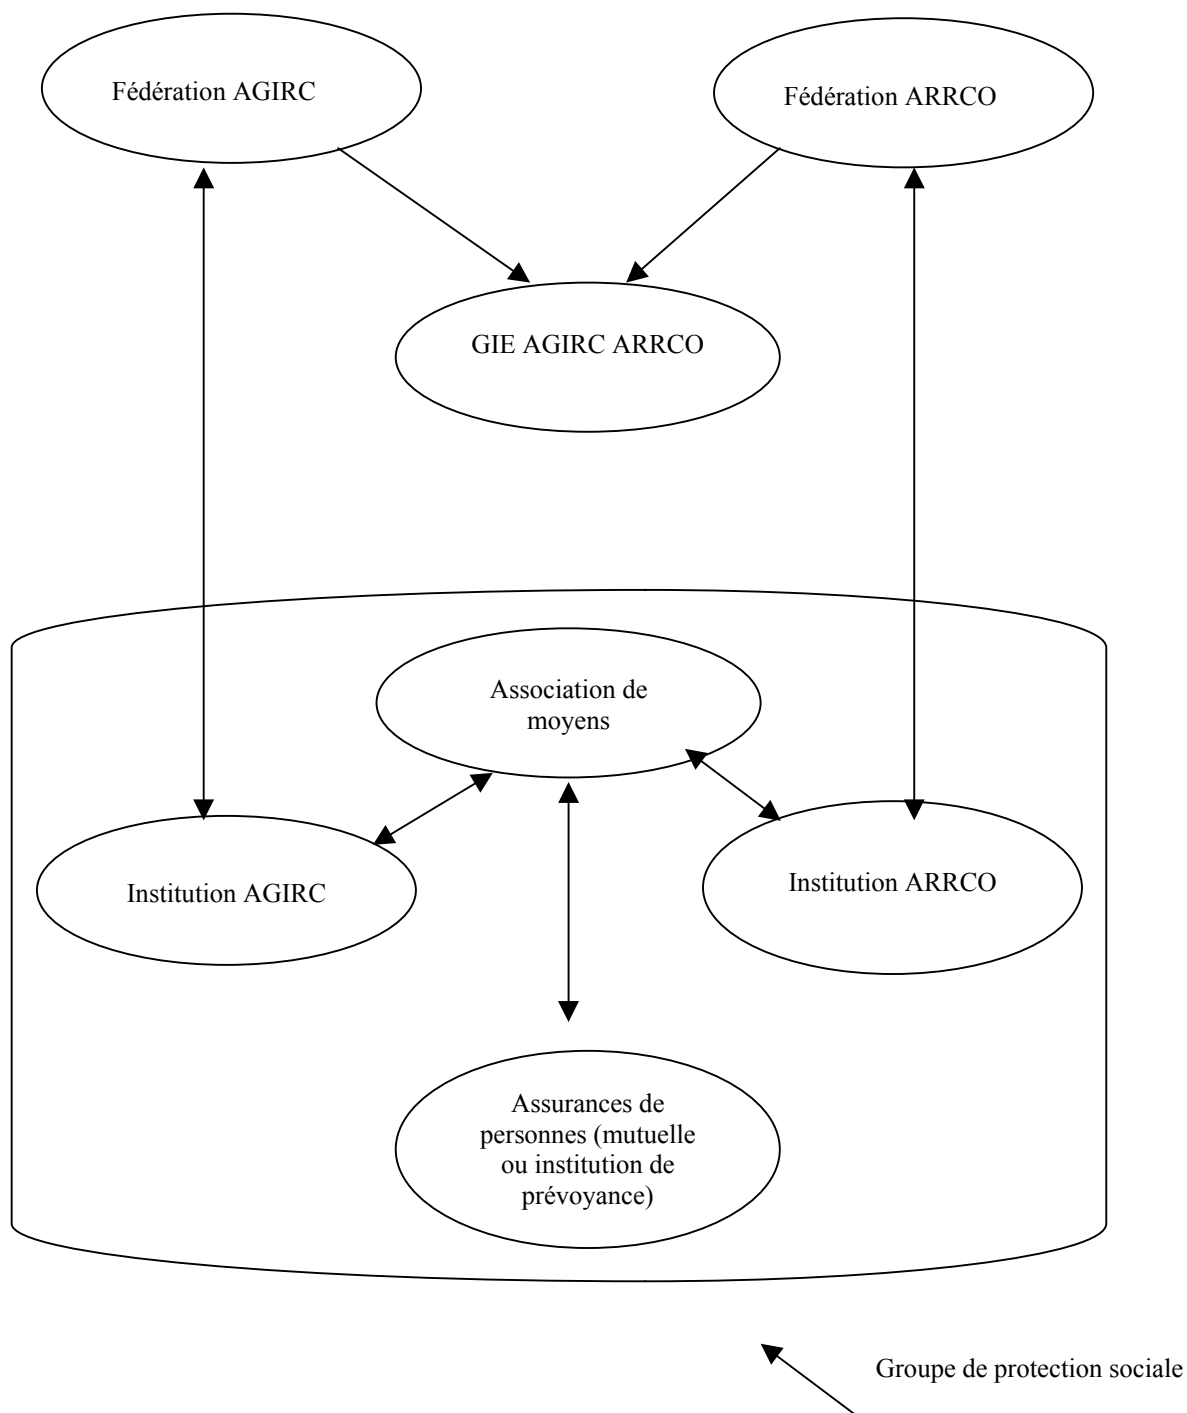 Fédération AGIRC
Fédération ARRCO
GIE AGIRC ARRCO
Association de
moyens
Institution AGIRC
Institution ARRCO
Assurances de
personnes (mutuelle
ou institution de
prévoyance)
Groupe de protection sociale